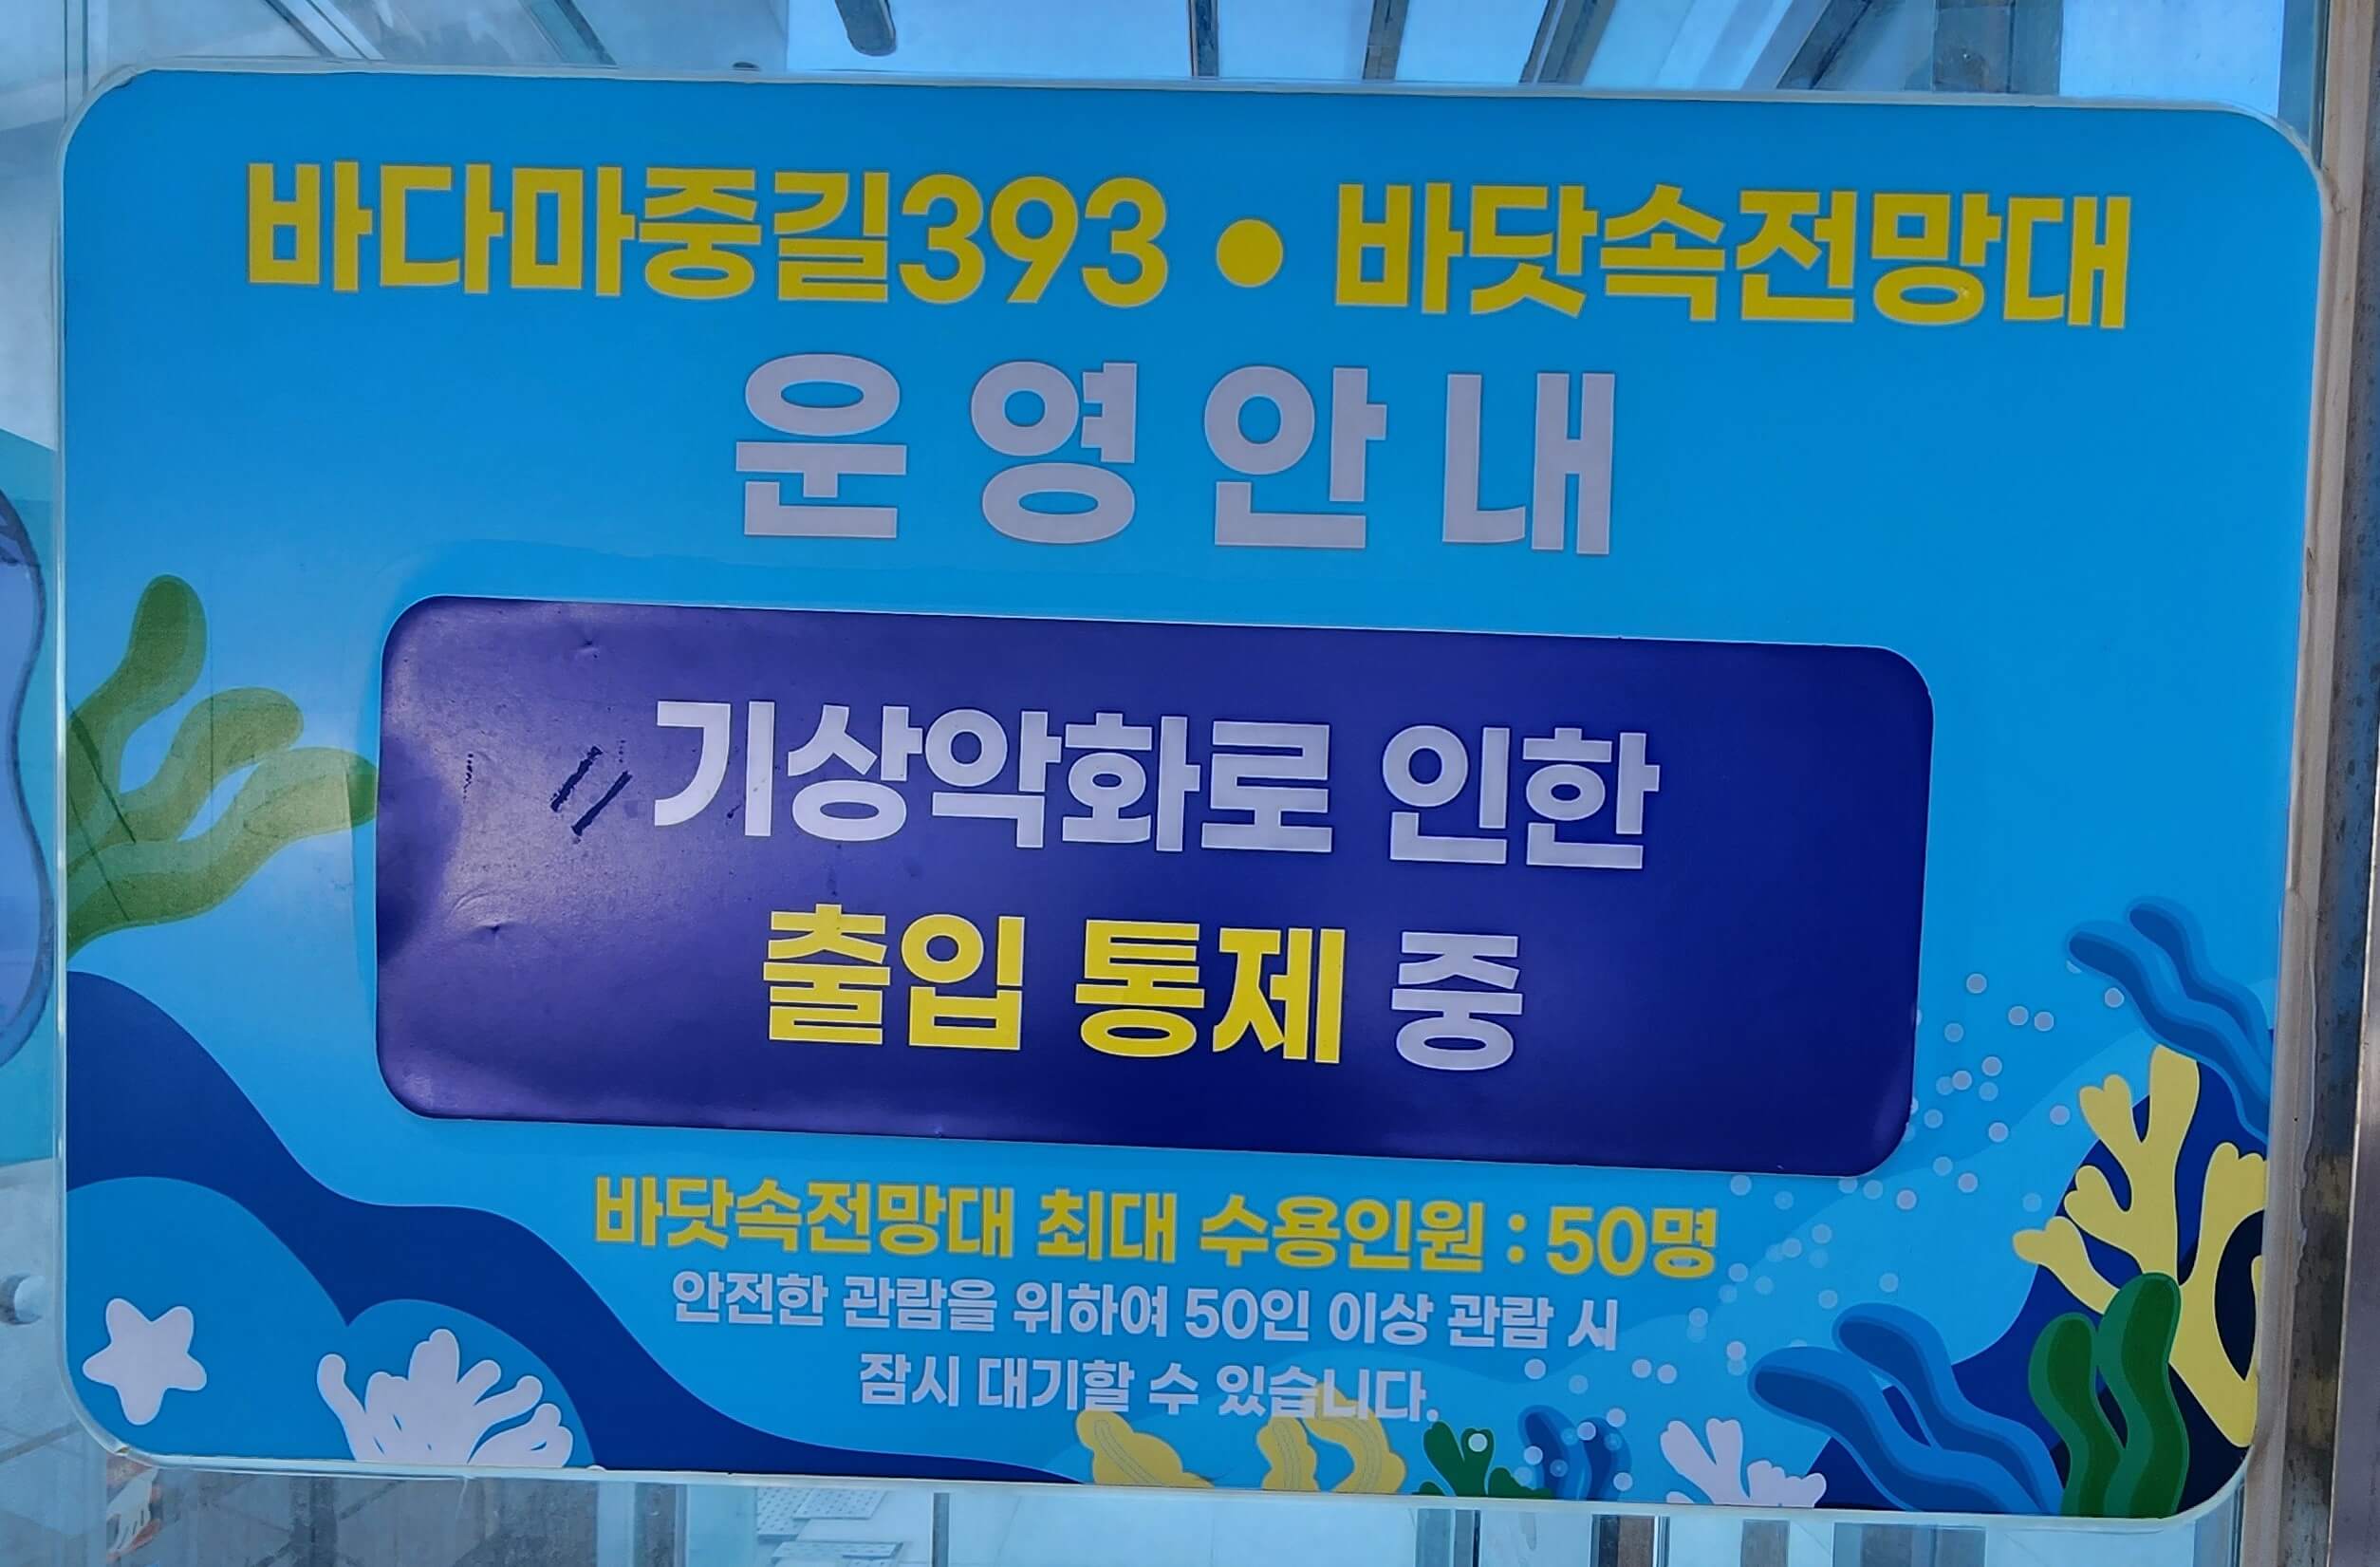 바다마중길393 • 바닷속전망대
운영안내
기상악화로 인한
출입 통제 중
바닷속전망대 최대 수용인원 : 50명
안전한 관람을 위하여 50인 이상 관람 시
잠시 대기할 수 있습니다.